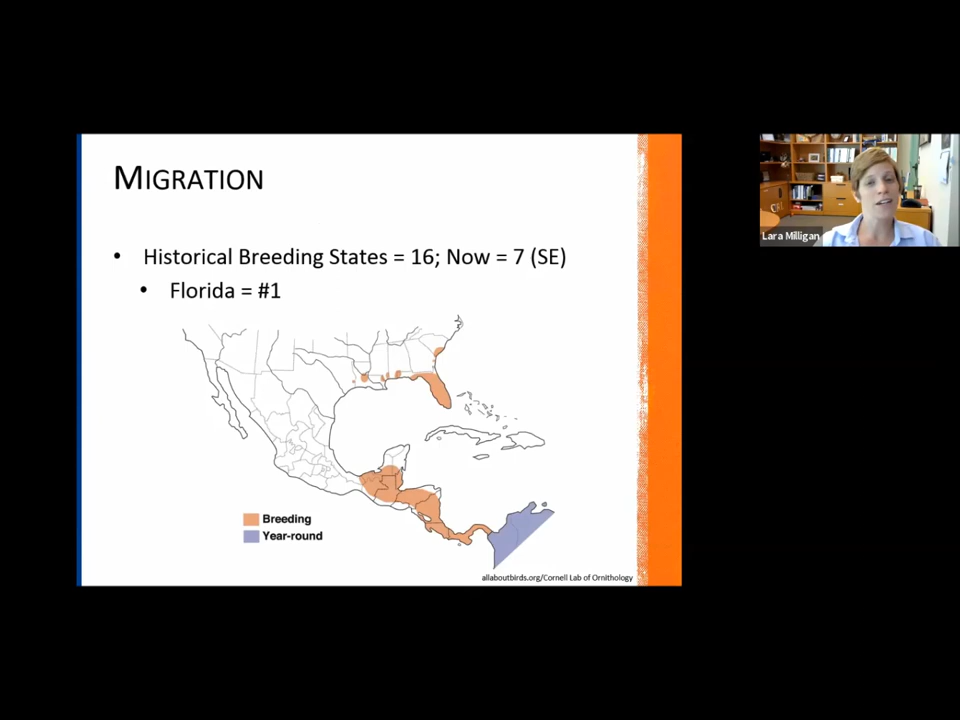 MIGRATION
• Historical Breeding States = 16; Now = 7 (SE)
• Florida = #1
Breeding
Year-round
allaboutbirds.org/Cornell Lab of Ornithology
Lara Milligan